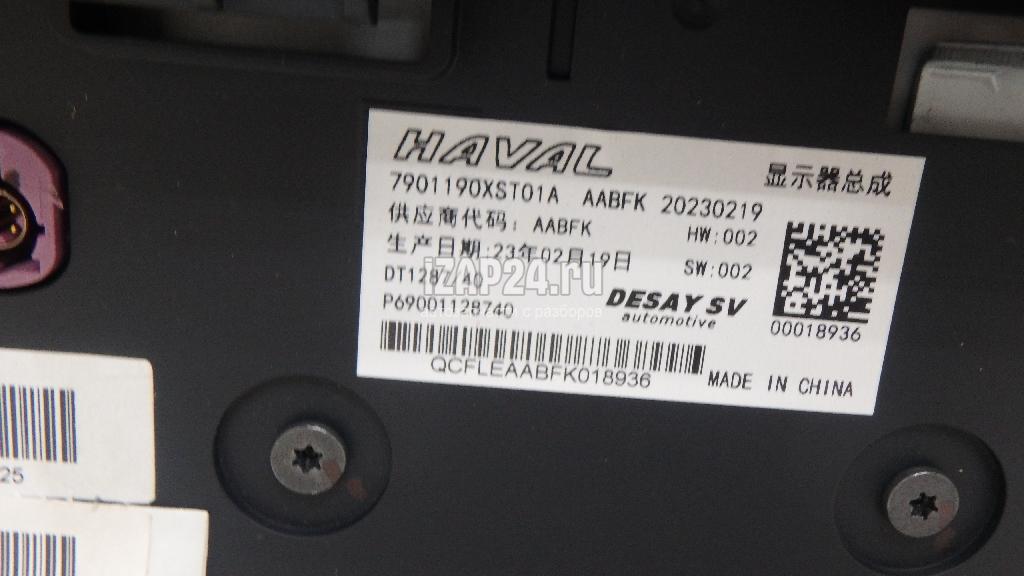 HAVAL
显示器总成
7901190XST01A AABFK 20230219
供应商代码: AABFK
HW:002
生产日期:23年02月19日
SW:002
iZAP24.ru
P69001128740
DESAY SV
automotive
00018936
QCFLEAABFK018936
MADE IN CHINA
25